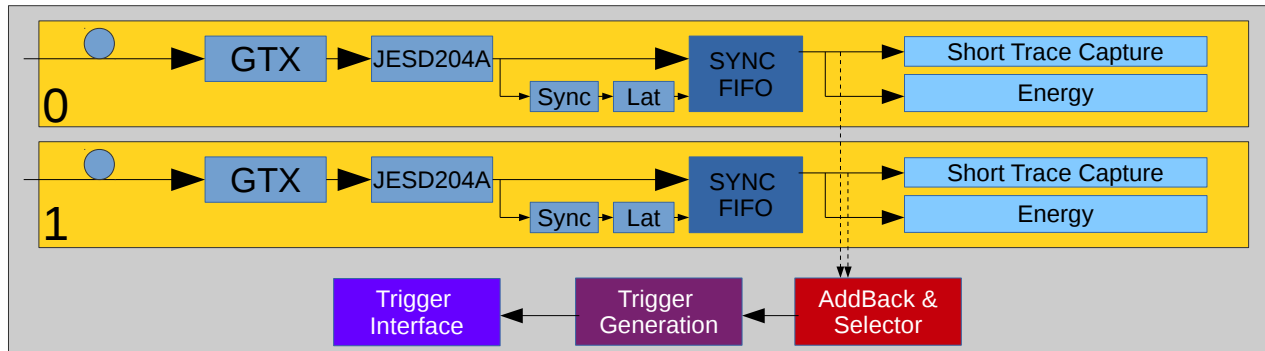 0
GTX
JESD204A
Sync
Lat
SYNC
FIFO
Short Trace Capture
Energy
1
GTX
JESD204A
Sync
Lat
SYNC
FIFO
Short Trace Capture
Energy
Trigger
Interface
Trigger
Generation
AddBack &
Selector